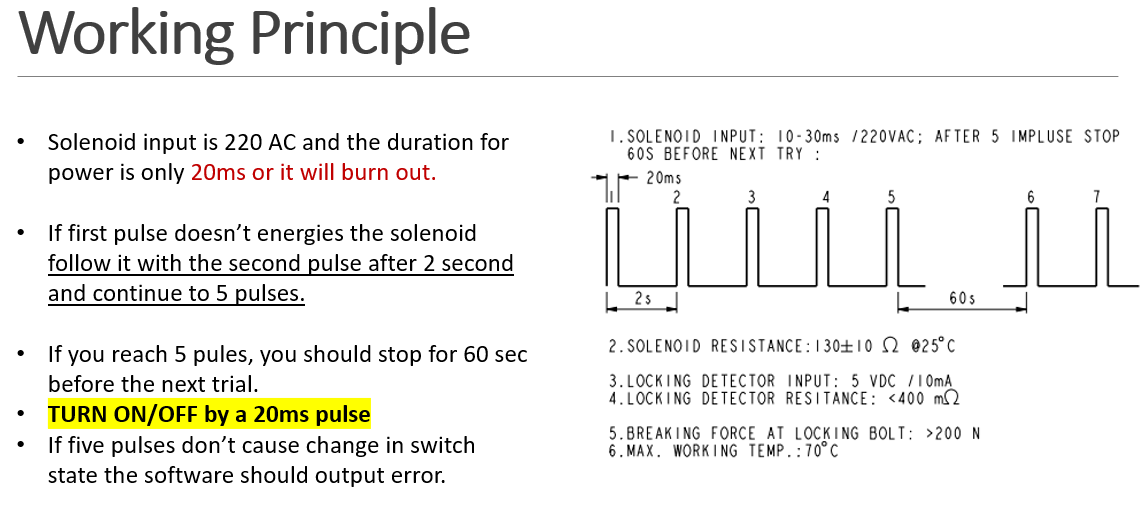 Working Principle
• Solenoid input is 220 AC and the duration for
power is only 20ms or it will burn out.
• If first pulse doesn’t energies the solenoid
follow it with the second pulse after 2 second
and continue to 5 pulses.
• If you reach 5 pules, you should stop for 60 sec
before the next trial.
• TURN ON/OFF by a 20ms pulse
• If five pulses don’t cause change in switch
state the software should output error.
1.SOLENOID INPUT: 10-30ms /220VAC; AFTER 5 IMPLUSE STOP
60S BEFORE NEXT TRY :
20ms
1 2 3 4 5 6 7
2s 60s
2.SOLENOID RESISTANCE:130±10 Ω @25°C
3.LOCKING DETECTOR INPUT: 5 VDC /10mA
4.LOCKING DETECTOR RESITANCE: <400 mΩ
5.BREAKING FORCE AT LOCKING BOLT: >200 N
6.MAX. WORKING TEMP.:70°C